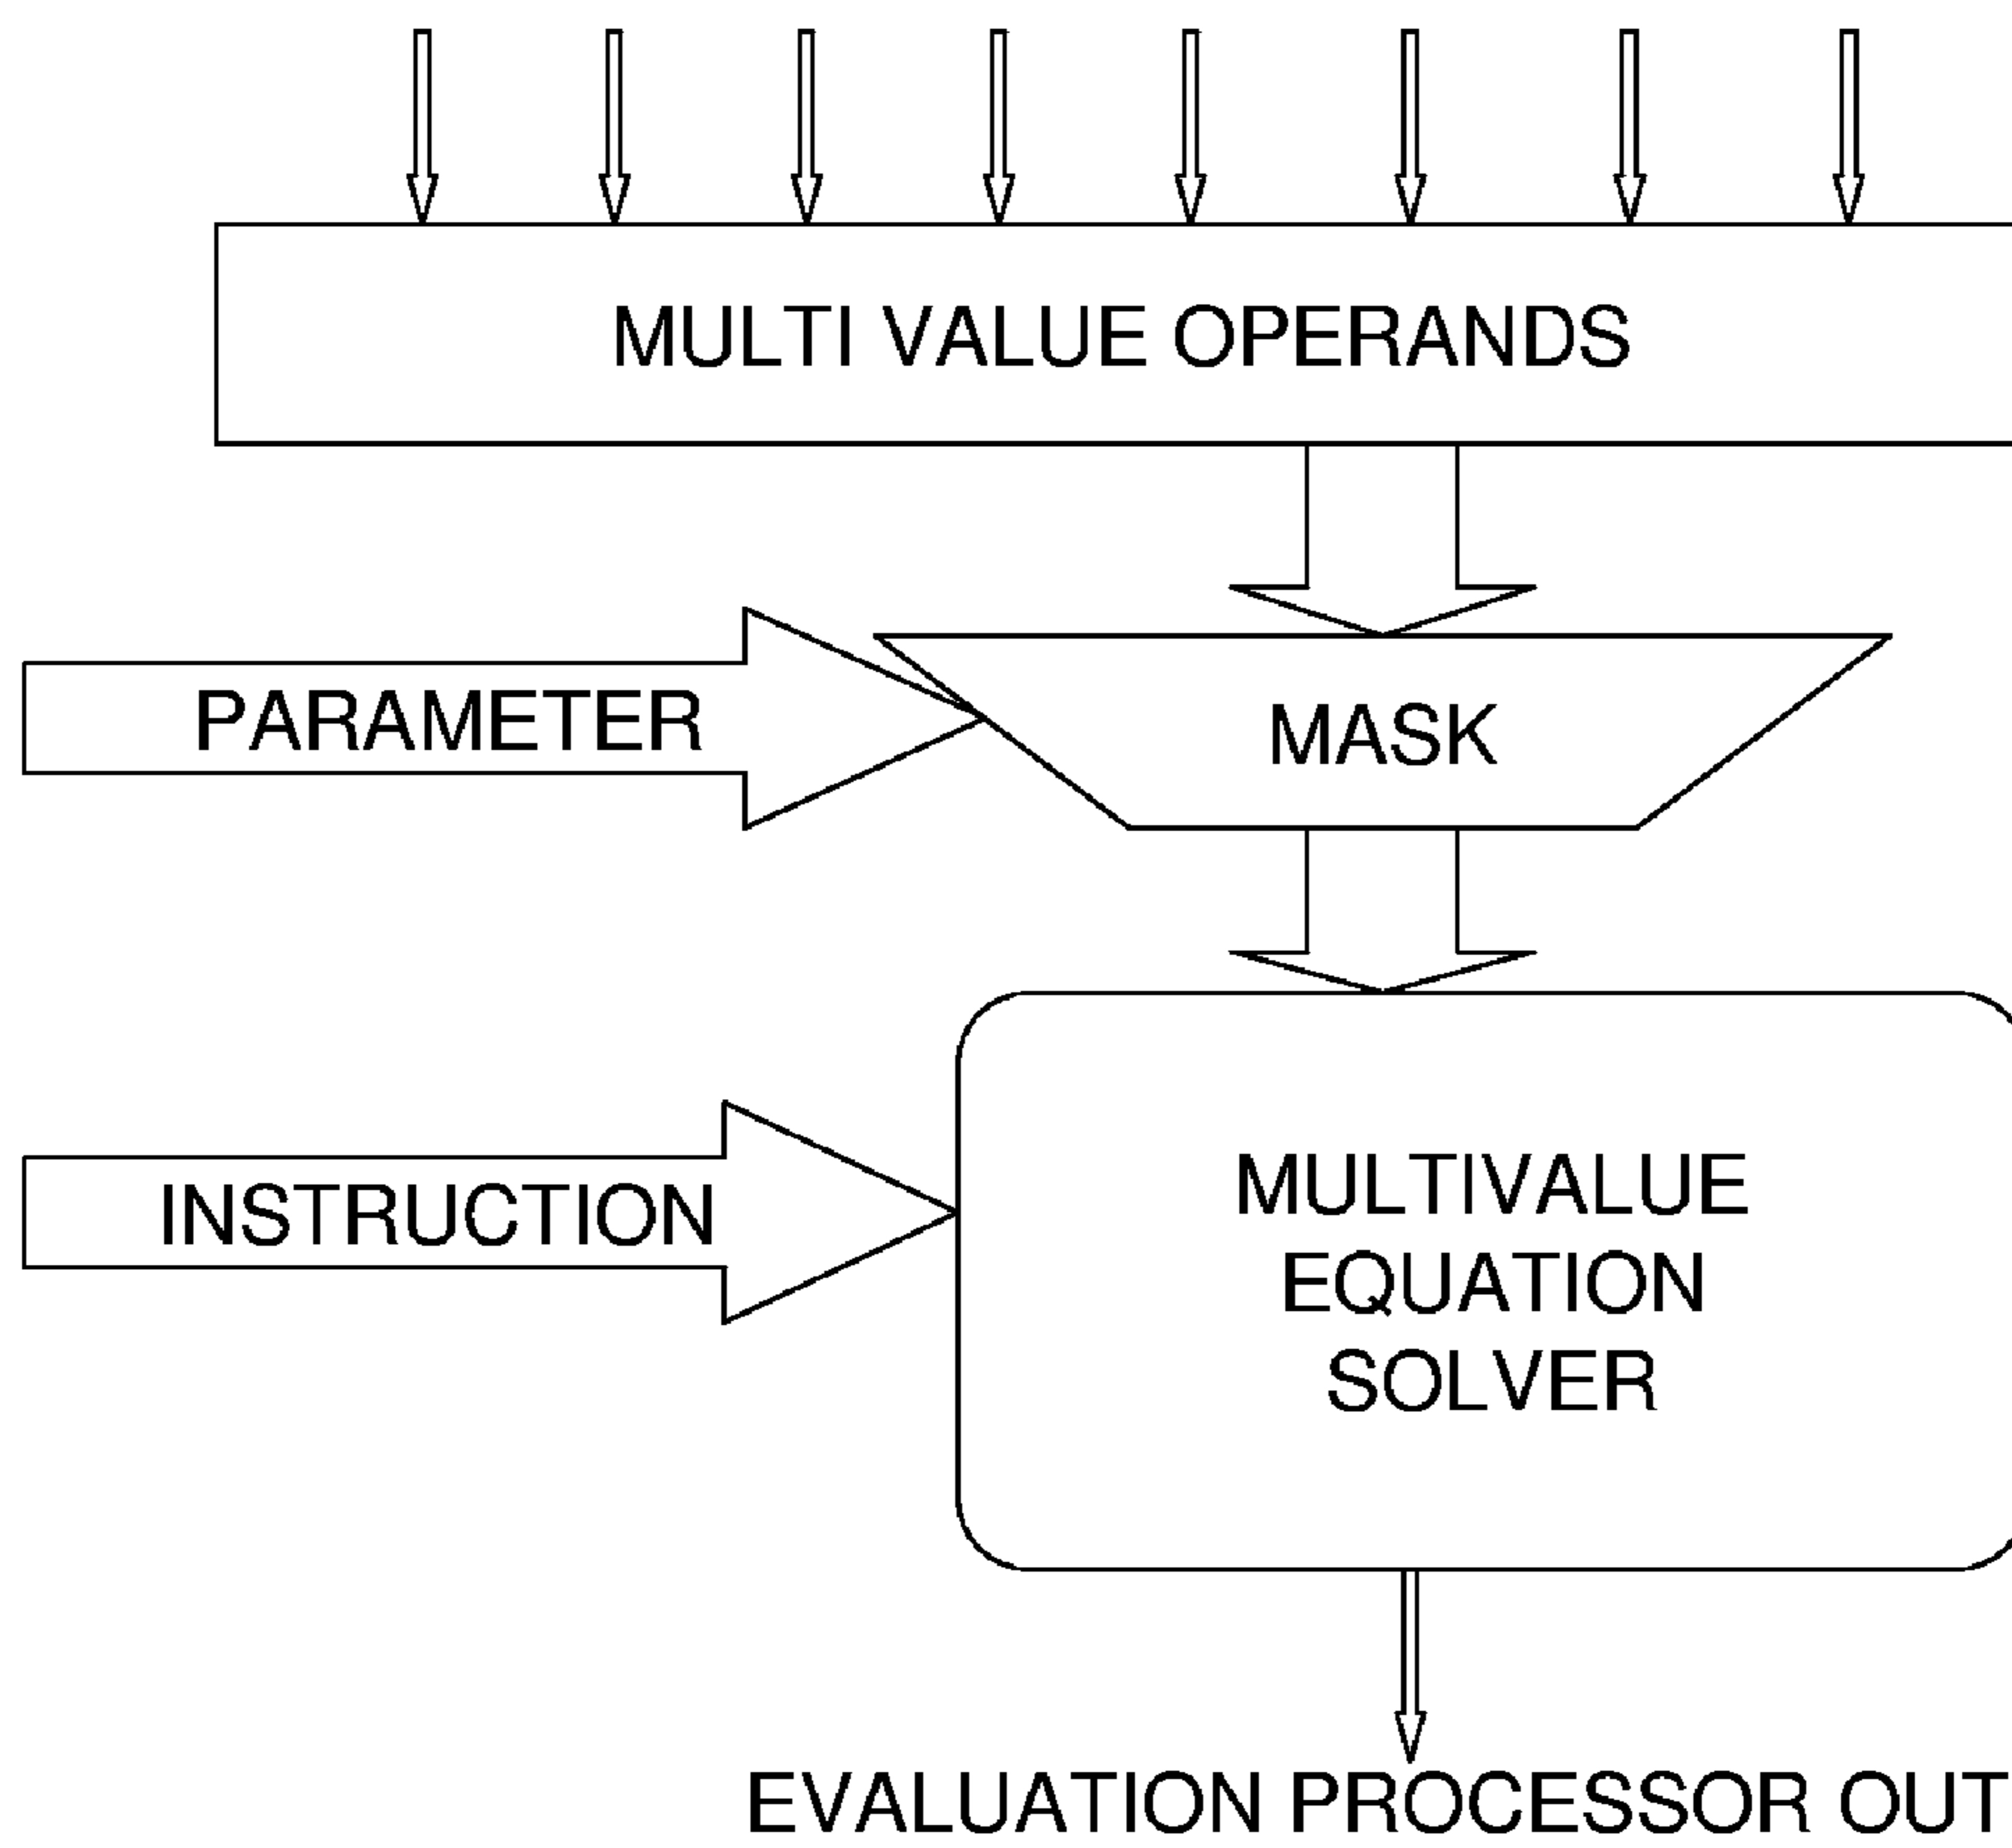 MULTI VALUE OPERANDS
PARAMETER
MASK
INSTRUCTION
MULTIVALUE
EQUATION
SOLVER
EVALUATION PROCESSOR OUT